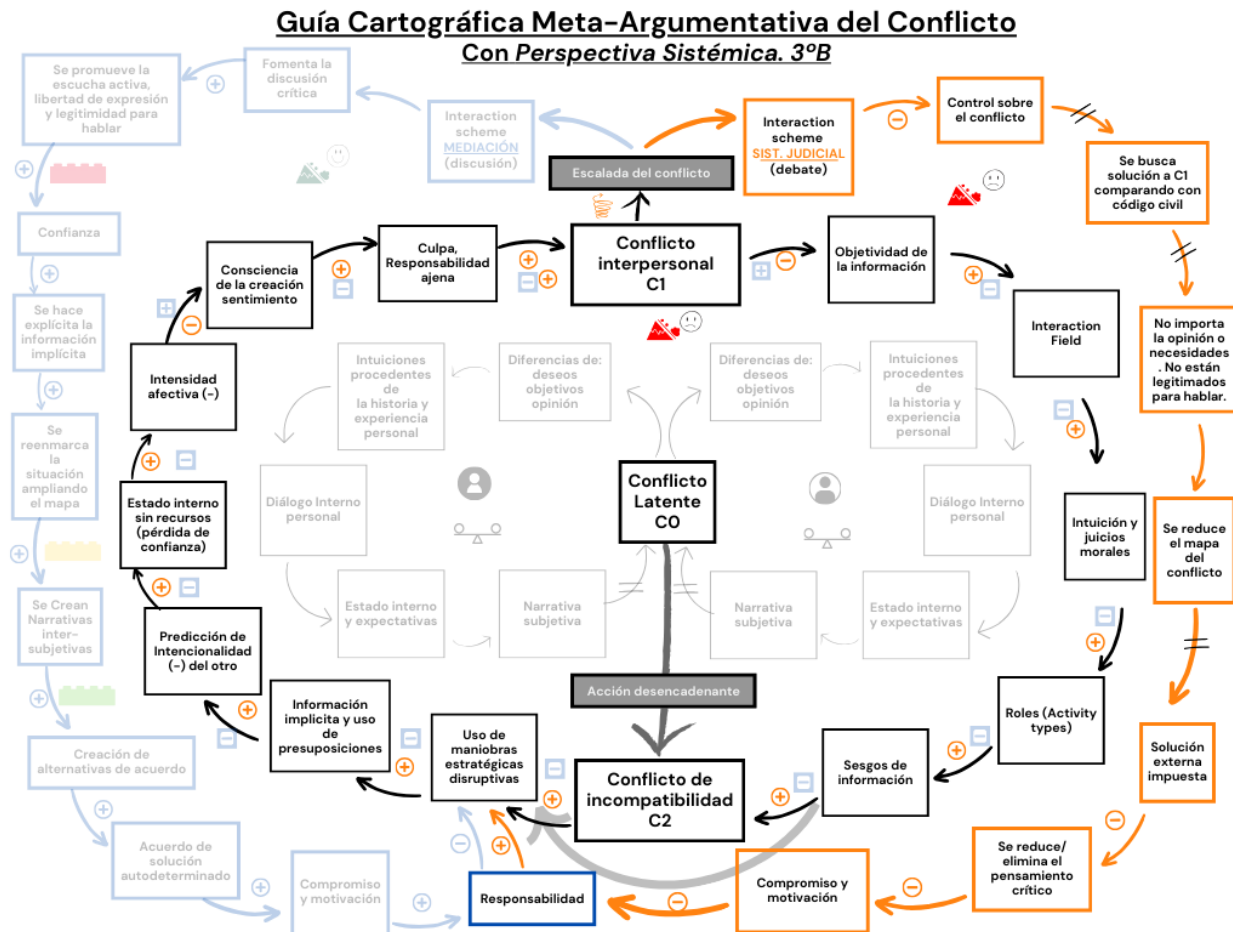 Guía Cartográfica Meta-Argumentativa del Conflicto
Con Perspectiva Sistémica. 3ºB
Se promueve la
escucha activa,
libertad de expresión
y legitimidad para
hablar
Fomenta la
discusión
crítica
Interaction
scheme
MEDIACIÓN
(discusión)
Escalada del conflicto
Interaction
scheme
SIST. JUDICIAL
(debate)
Control sobre
el conflicto
Se busca
solución a C1
comparando con
código civil
No importa
la opinión o
necesidades
. No están
legitimados
para hablar.
Se reduce
el mapa
del
conflicto
Solución
externa
impuesta
Se reduce/
elimina el
pensamiento
crítico
Compromiso y
motivación
Responsabilidad
Confianza
Se hace
explícita la
información
implícita
Se
reenmarca
la
situación
ampliando
el mapa
Se Crean
Narrativas
inter-
subjetivas
Creación de
alternativas de acuerdo
Acuerdo de
solución
autodeterminado
Compromiso
y motivación
Conflicto
interpersonal
C1
Objetividad de
la información
Interaction
Field
Intuición y
juicios
morales
Roles (Activity
types)
Sesgos de
información
Conflicto de
incompatibilidad
C2
Uso de
maniobras
estratégicas
disruptivas
Información
implicita y uso
de
presuposiciones
Predicción de
Intencionalidad
(-) del otro
Estado interno
sin recursos
(pérdida de
confianza)
Intensidad
afectiva (-)
Consciencia
de la creación
sentimiento
Culpa,
Responsabilidad
ajena
Intuiciones
procedentes
de
la historia y
experiencia
personal
Diferencias de:
deseos
objetivos
opinión
Diferencias de:
deseos
objetivos
opinión
Intuiciones
procedentes
de
la historia y
experiencia
personal
Diálogo Interno
personal
Conflicto
Latente
C0
Diálogo Interno
personal
Estado interno
y expectativas
Narrativa
subjetiva
Narrativa
subjetiva
Estado interno
y expectativas
Acción desencadenante